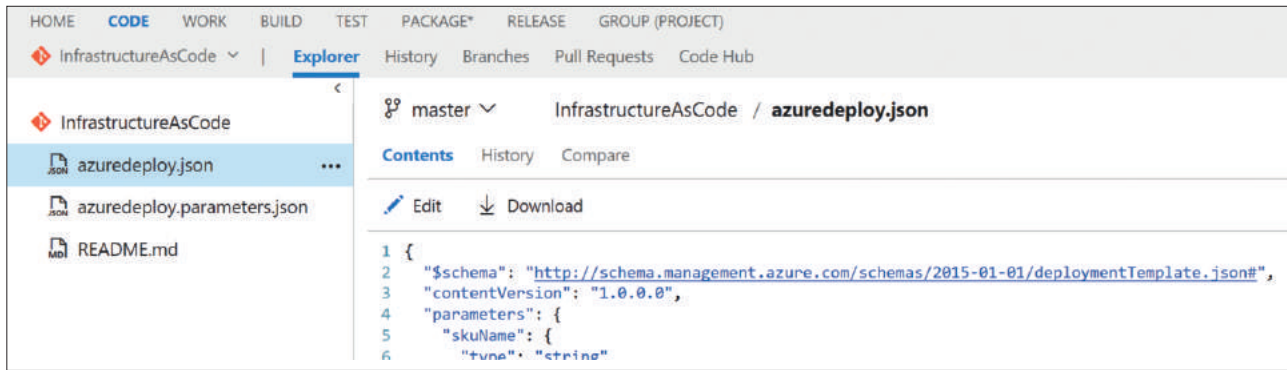 HOME CODE WORK BUILD TEST PACKAGE* RELEASE GROUP (PROJECT)
InfrastructureAsCode | Explorer History Branches Pull Requests Code Hub
InfrastructureAsCode
azuredeploy.json ...
azuredeploy.parameters.json
README.md
master InfrastructureAsCode / azuredeploy.json
Contents History Compare
Edit Download
1 {
2 "$schema": "http://schema.management.azure.com/schemas/2015-01-01/deploymentTemplate.json#",
3 "contentVersion": "1.0.0.0",
4 "parameters": {
5 "skuName": {
6 "type": "string"